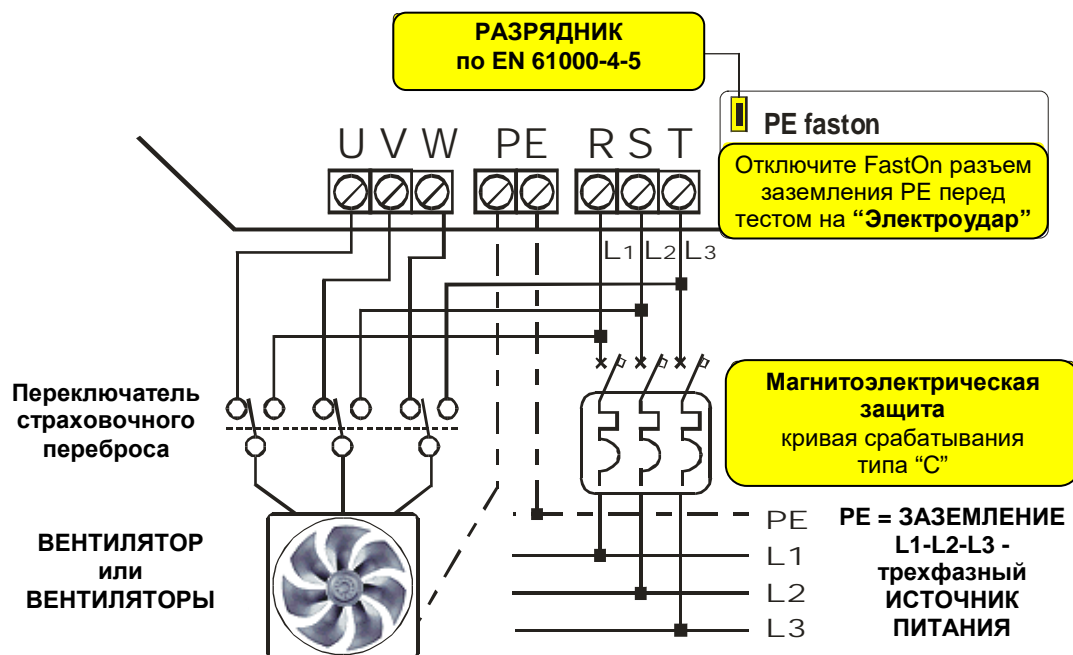 РАЗРЯДНИК
по EN 61000-4-5
PE faston
Отключите FastOn разъем
заземления PE перед
тестом на “Электроудар”
U V W PE R S T
L1 L2 L3
Переключатель
страховочного
переброса
Магнитоэлектрическая
защита
кривая срабатывания
типа “C”
ВЕНТИЛЯТОР
или
ВЕНТИЛЯТОРЫ
PE
L1
L2
L3
PE = ЗАЗЕМЛЕНИЕ
L1-L2-L3 -
трехфазный
ИСТОЧНИК
ПИТАНИЯ